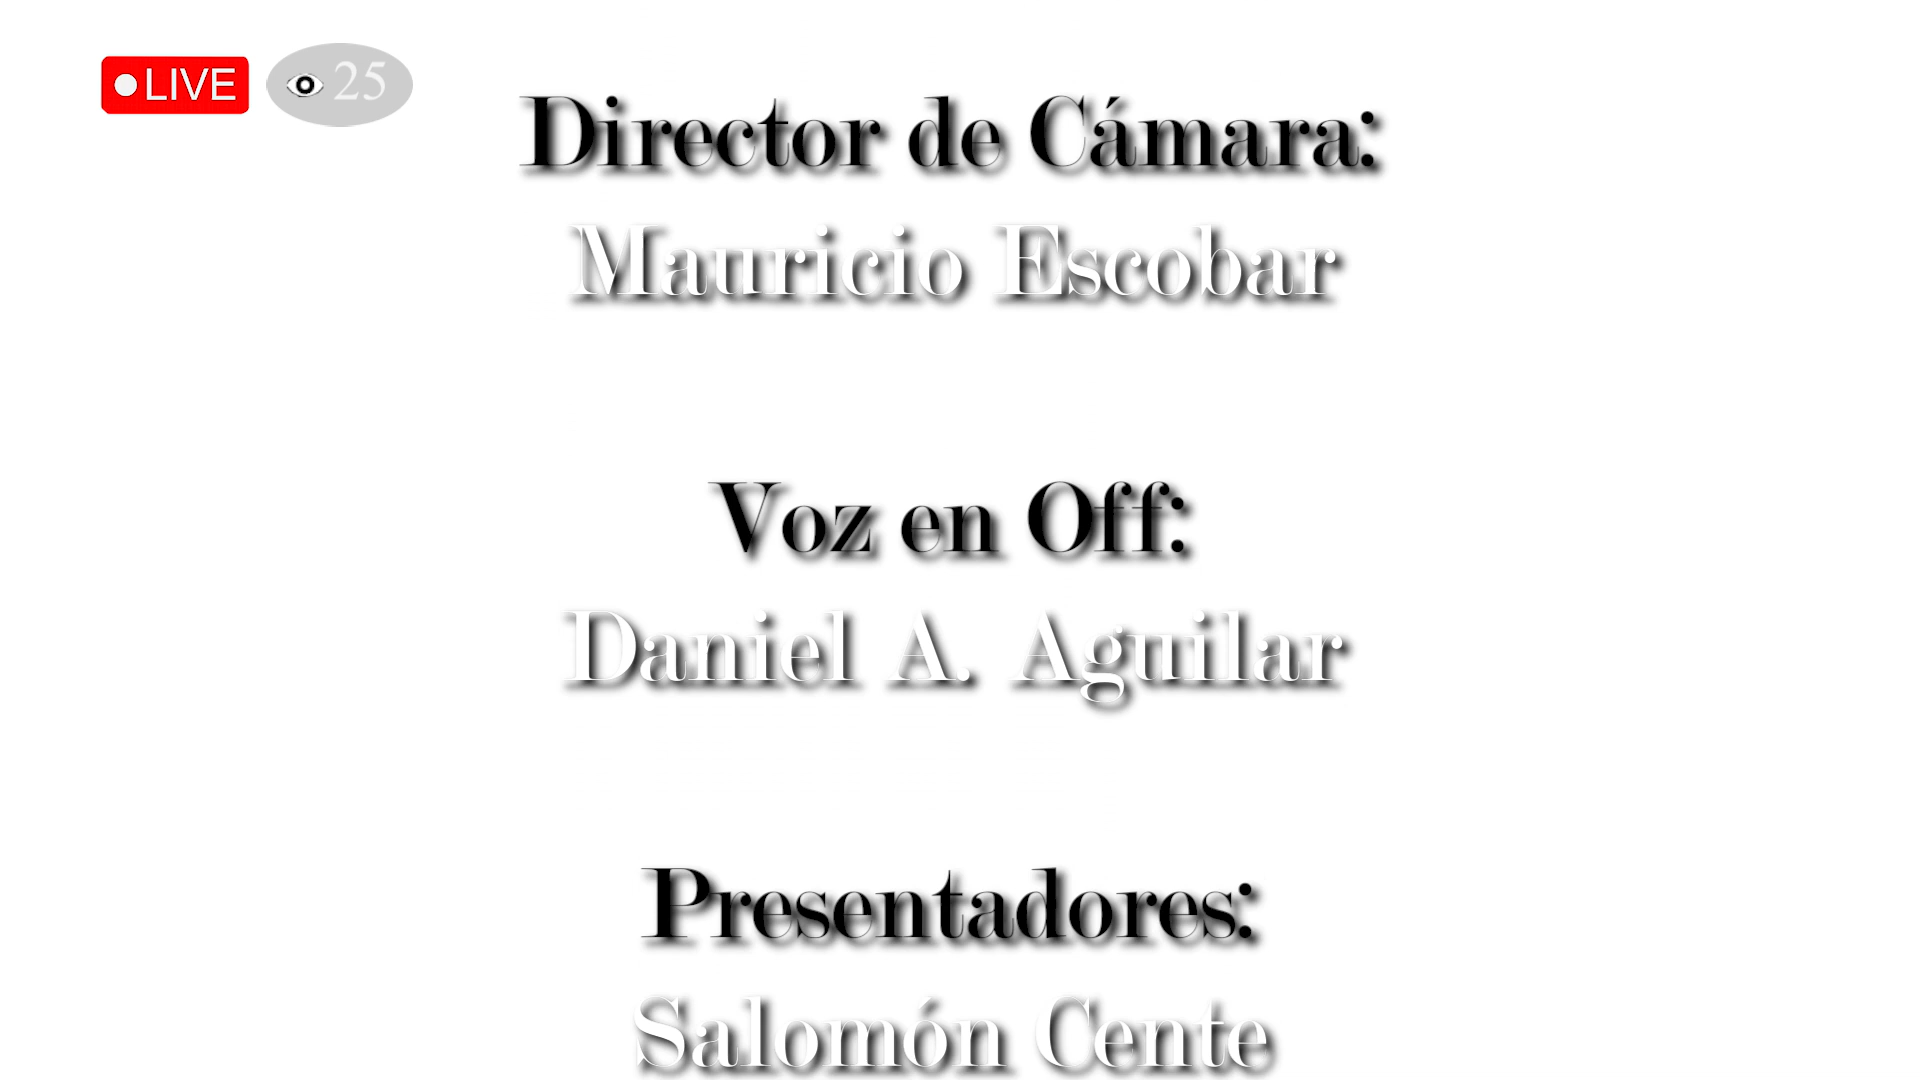 LIVE 25
Director de Cámara:
Mauricio Escobar
Voz en Off:
Daniel A. Aguilar
Presentadores:
Salomón Cente